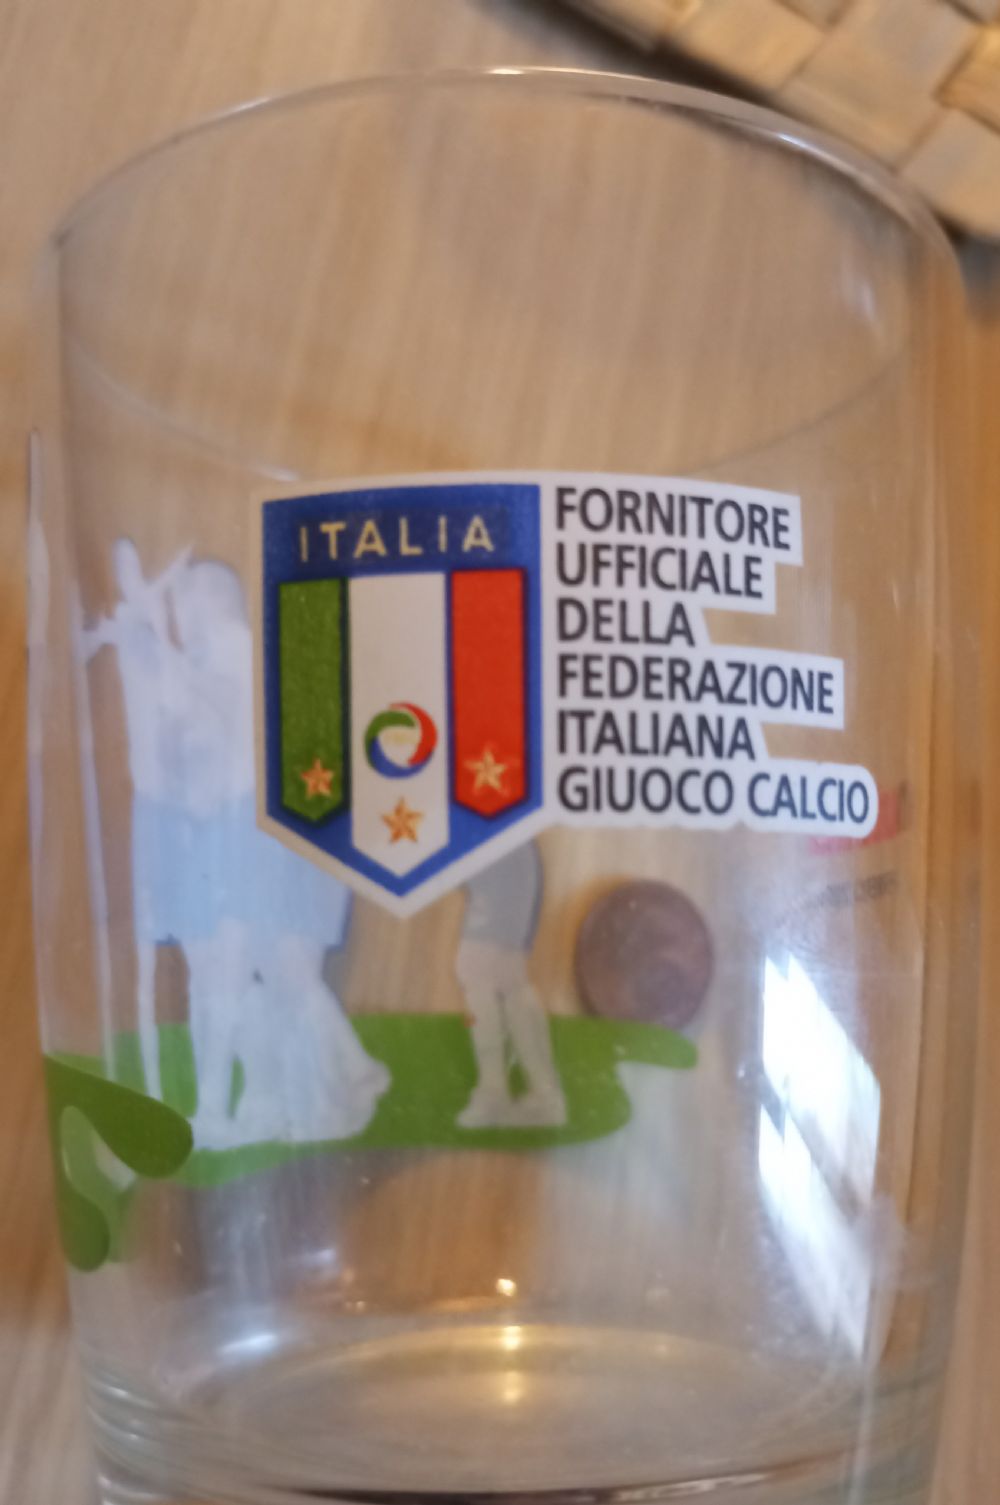 ITALIA
FORNITORE
UFFICIALE
DELLA
FEDERAZIONE
ITALIANA
GIUOCO CALCIO